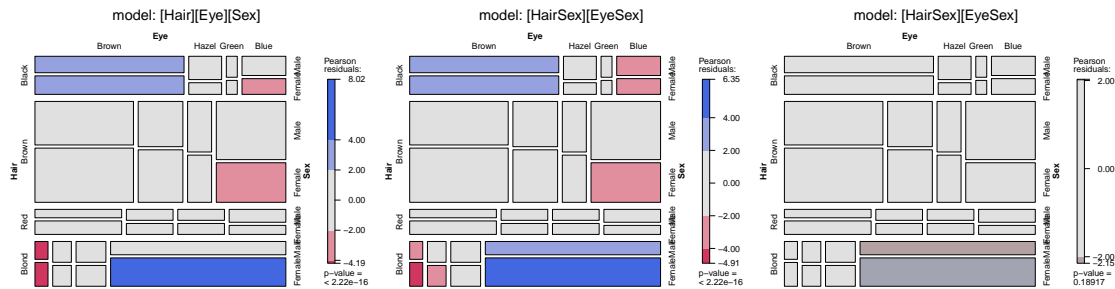 model: [Hair][Eye][Sex]
Eye
Brown Hazel Green Blue
Hair
Black
Brown
Red
Blond
Sex
Male
Female
Male
Female
Male
Female
Male
Female
Pearson
residuals:
8.02
4.00
2.00
0.00
−2.00
−4.19
p−value =
< 2.22e−16
model: [HairSex][EyeSex]
Eye
Brown Hazel Green Blue
Hair
Black
Brown
Red
Blond
Sex
Male
Female
Male
Female
Male
Female
Male
Female
Pearson
residuals:
6.35
4.00
2.00
0.00
−2.00
−4.00
−4.91
p−value =
< 2.22e−16
model: [HairSex][EyeSex]
Eye
Brown Hazel Green Blue
Hair
Black
Brown
Red
Blond
Sex
Male
Female
Male
Female
Male
Female
Male
Female
Pearson
residuals:
2.00
0.00
−2.00
−2.15
p−value =
0.18917